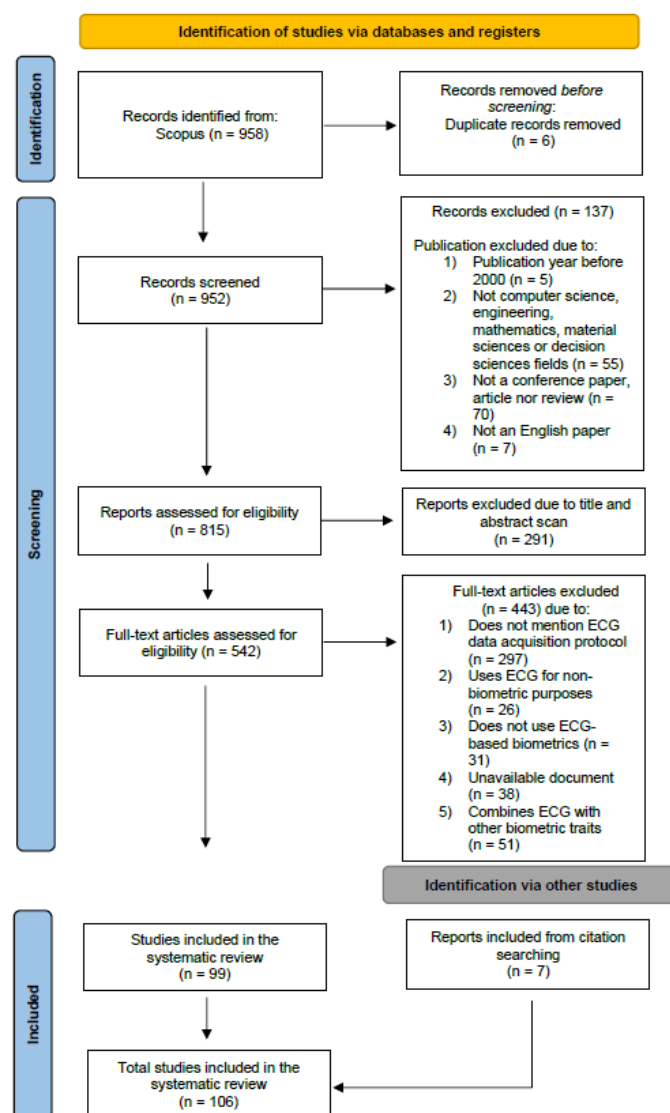 Identification of studies via databases and registers
Identification
Records identified from:
Scopus (n = 958)
Records removed before
screening:
Duplicate records removed
(n = 6)
Screening
Records screened
(n = 952)
Records excluded (n = 137)
Publication excluded due to:
1) Publication year before
2000 (n = 5)
2) Not computer science,
engineering,
mathematics, material
sciences or decision
sciences fields (n = 55)
3) Not a conference paper,
article nor review (n =
70)
4) Not an English paper
(n = 7)
Reports assessed for eligibility
(n = 815)
Reports excluded due to title and
abstract scan
(n = 291)
Full-text articles assessed for
eligibility (n = 542)
Full-text articles excluded
(n = 443) due to:
1) Does not mention ECG
data acquisition protocol
(n = 297)
2) Uses ECG for non-
biometric purposes
(n = 26)
3) Does not use ECG-
based biometrics (n =
31)
4) Unavailable document
(n = 38)
5) Combines ECG with
other biometric traits
(n = 51)
Identification via other studies
Included
Studies included in the
systematic review
(n = 99)
Reports included from citation
searching
(n = 7)
Total studies included in the
systematic review
(n = 106)